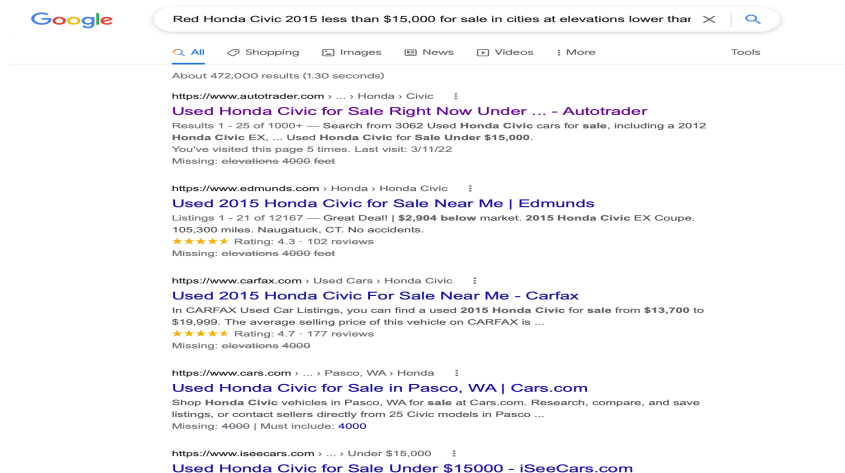 Google
Red Honda Civic 2015 less than $15,000 for sale in cities at elevations lower than
All Shopping Images News Videos More Tools
About 472,000 results (1.30 seconds)
https://www.autotrader.com › ... › Honda › Civic
Used Honda Civic for Sale Right Now Under ... - Autotrader
Results 1 - 25 of 1000+ — Search from 3062 Used Honda Civic cars for sale, including a 2012
Honda Civic EX, ... Used Honda Civic for Sale Under $15,000.
You've visited this page 5 times. Last visit: 3/11/22
Missing: elevations 4000 feet
https://www.edmunds.com › Honda › Honda Civic
Used 2015 Honda Civic for Sale Near Me | Edmunds
Listings 1 - 21 of 12167 — Great Deal! | $2,904 below market. 2015 Honda Civic EX Coupe.
105,300 miles. Naugatuck, CT. No accidents.
Rating: 4.3 · 102 reviews
Missing: elevations 4000 feet
https://www.carfax.com › Used Cars › Honda Civic
Used 2015 Honda Civic For Sale Near Me - Carfax
In CARFAX Used Car Listings, you can find a used 2015 Honda Civic for sale from $13,700 to
$19,999. The average selling price of this vehicle on CARFAX is ...
Rating: 4.7 · 177 reviews
Missing: elevations 4000
https://www.cars.com › ... › Pasco, WA › Honda
Used Honda Civic for Sale in Pasco, WA | Cars.com
Shop Honda Civic vehicles in Pasco, WA for sale at Cars.com. Research, compare, and save
listings, or contact sellers directly from 25 Civic models in Pasco ...
Missing: 4000 | Must include: 4000
https://www.iseecars.com › ... › Under $15,000
Used Honda Civic for Sale Under $15000 - iSeeCars.com